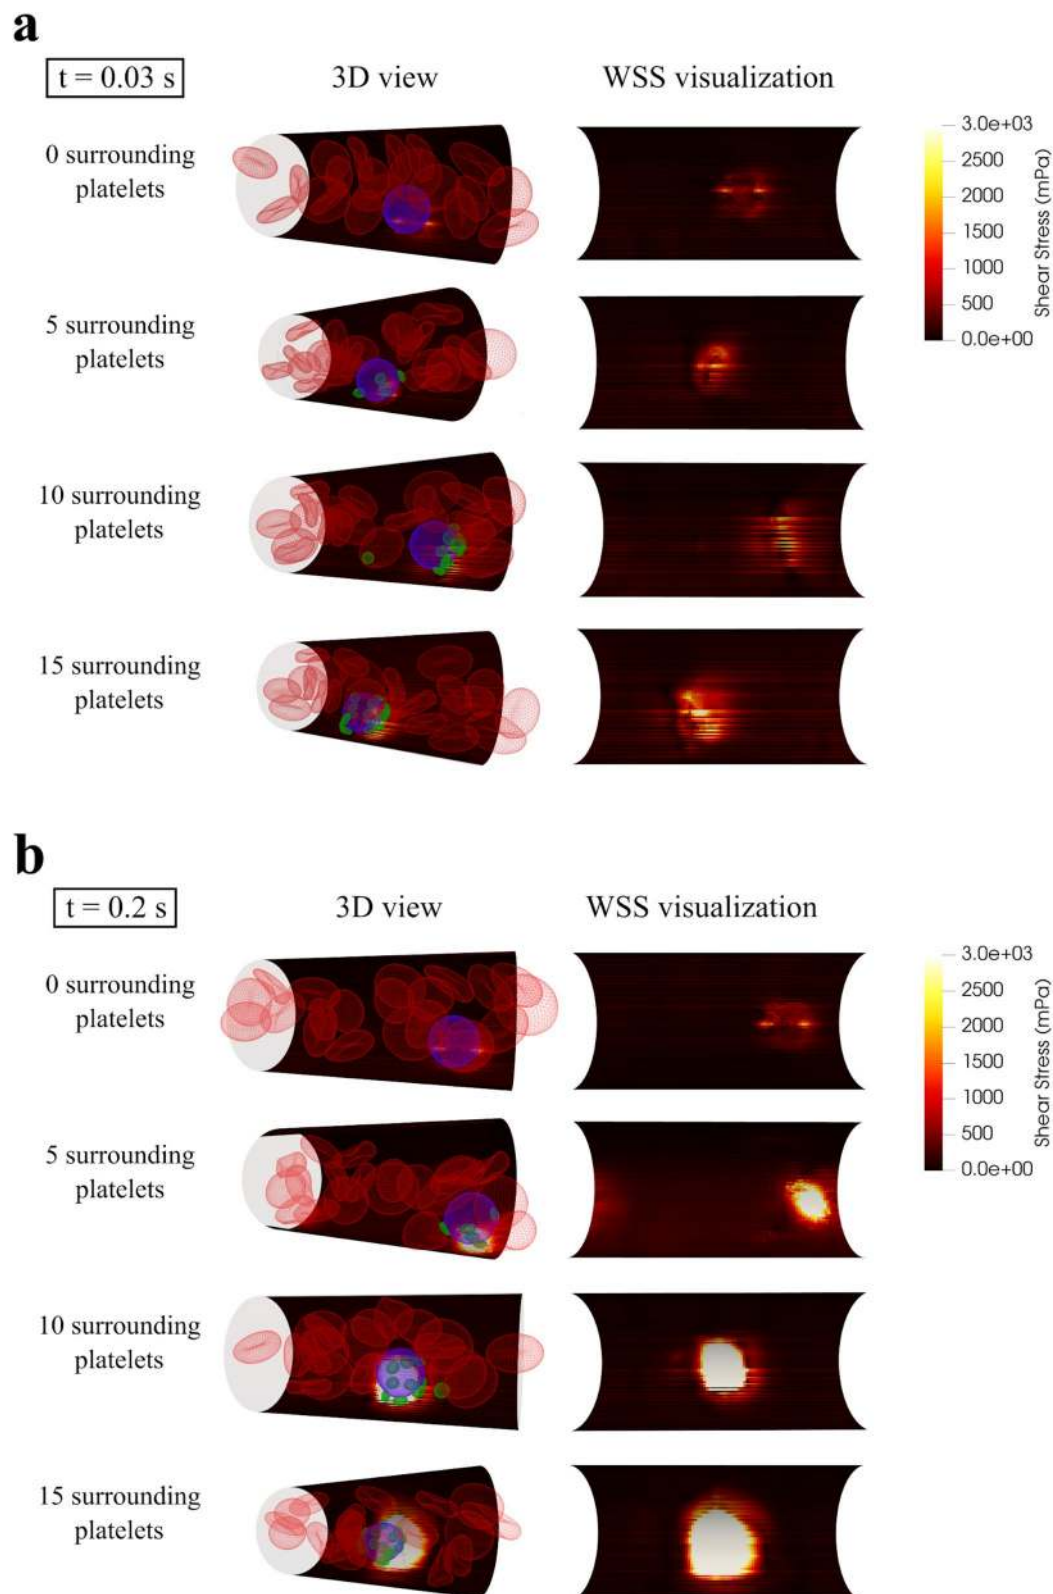 a
t = 0.03 s
3D view
WSS visualization
0 surrounding
platelets
5 surrounding
platelets
10 surrounding
platelets
15 surrounding
platelets
3.0e+03
2500
2000
1500
1000
500
0.0e+00
Shear Stress (mPa)
b
t = 0.2 s
3D view
WSS visualization
0 surrounding
platelets
5 surrounding
platelets
10 surrounding
platelets
15 surrounding
platelets
3.0e+03
2500
2000
1500
1000
500
0.0e+00
Shear Stress (mPa)